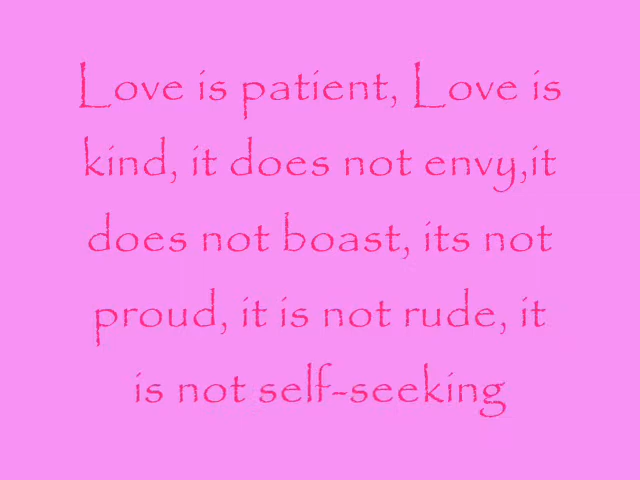 Love is patient, Love is
kind, it does not envy,it
does not boast, its not
proud, it is not rude, it
is not self-seeking